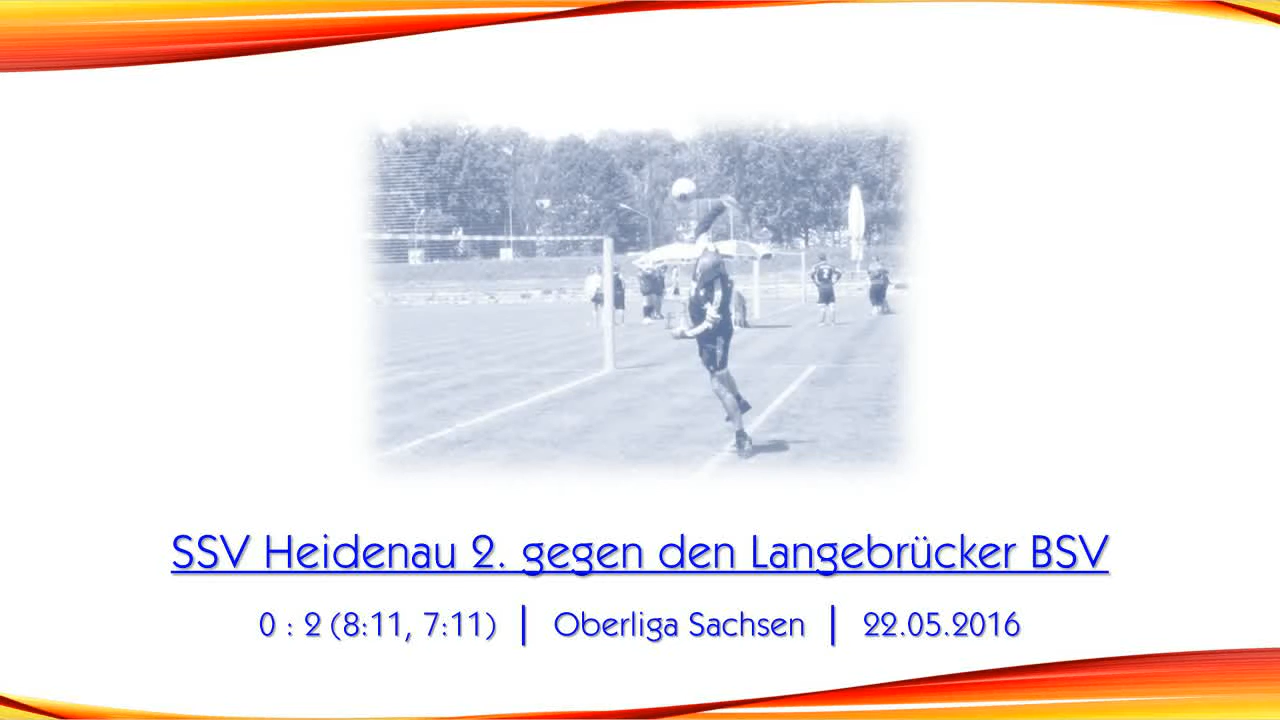 SSV Heidenau 2. gegen den Langebrücker BSV
0 : 2 (8:11, 7:11) | Oberliga Sachsen | 22.05.2016